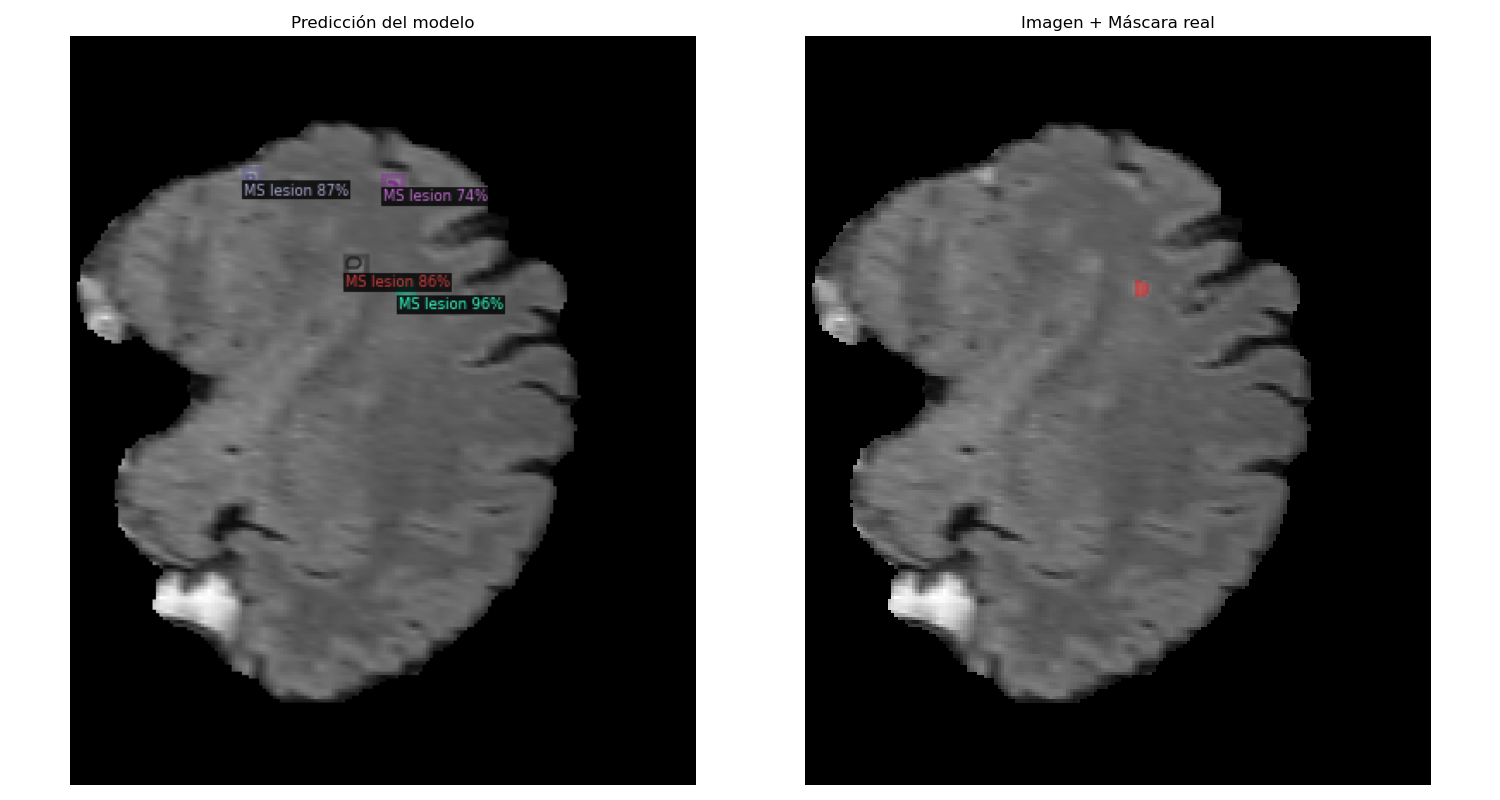 Predicción del modelo
Imagen + Máscara real
MS lesion 87%
MS lesion 74%
MS lesion 86%
MS lesion 96%